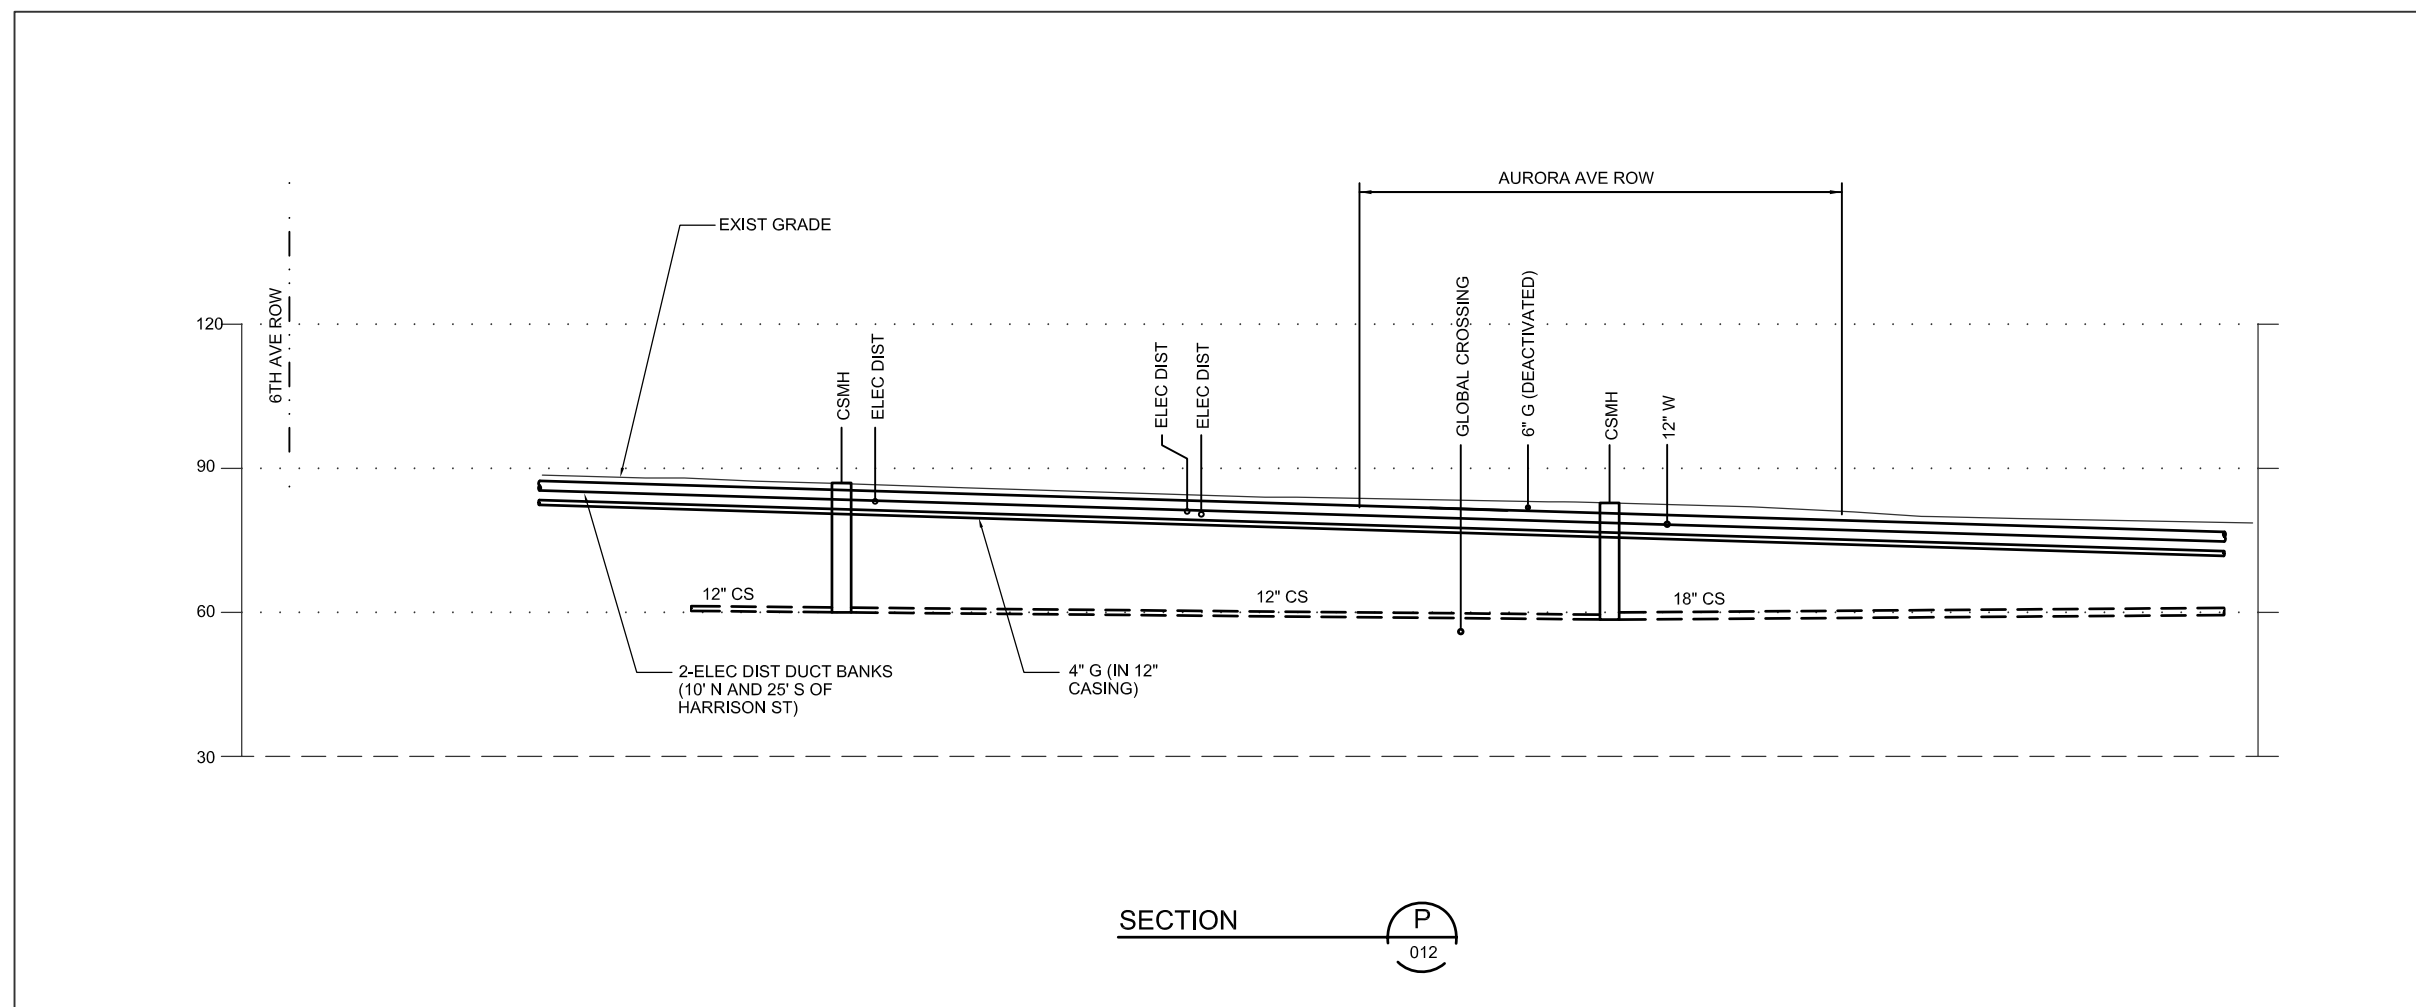 AURORA AVE ROW
EXIST GRADE
6TH AVE ROW
GLOBAL CROSSING
6" G (DEACTIVATED)
120
ELEC DIST
ELEC DIST
ELEC DIST
CSMH
CSMH
12" W
90
12" CS
12" CS
18" CS
60
2-ELEC DIST DUCT BANKS
(10' N AND 25' S OF
HARRISON ST)
4" G (IN 12"
CASING)
30
SECTION
P
012